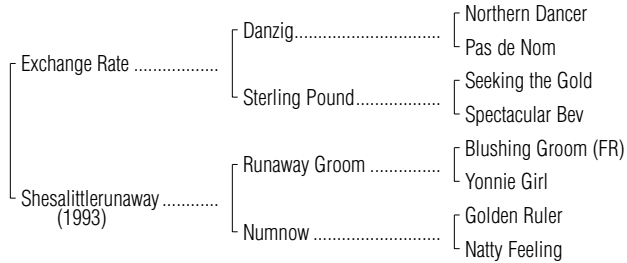 Northern Dancer
Danzig......................................
Pas de Nom
Exchange Rate ......................
Seeking the Gold
Sterling Pound......................
Spectacular Bev
Blushing Groom (FR)
Runaway Groom ..................
Yonnie Girl
Shesalittlerunaway ..............
(1993)
Golden Ruler
Numnow .................................
Natty Feeling